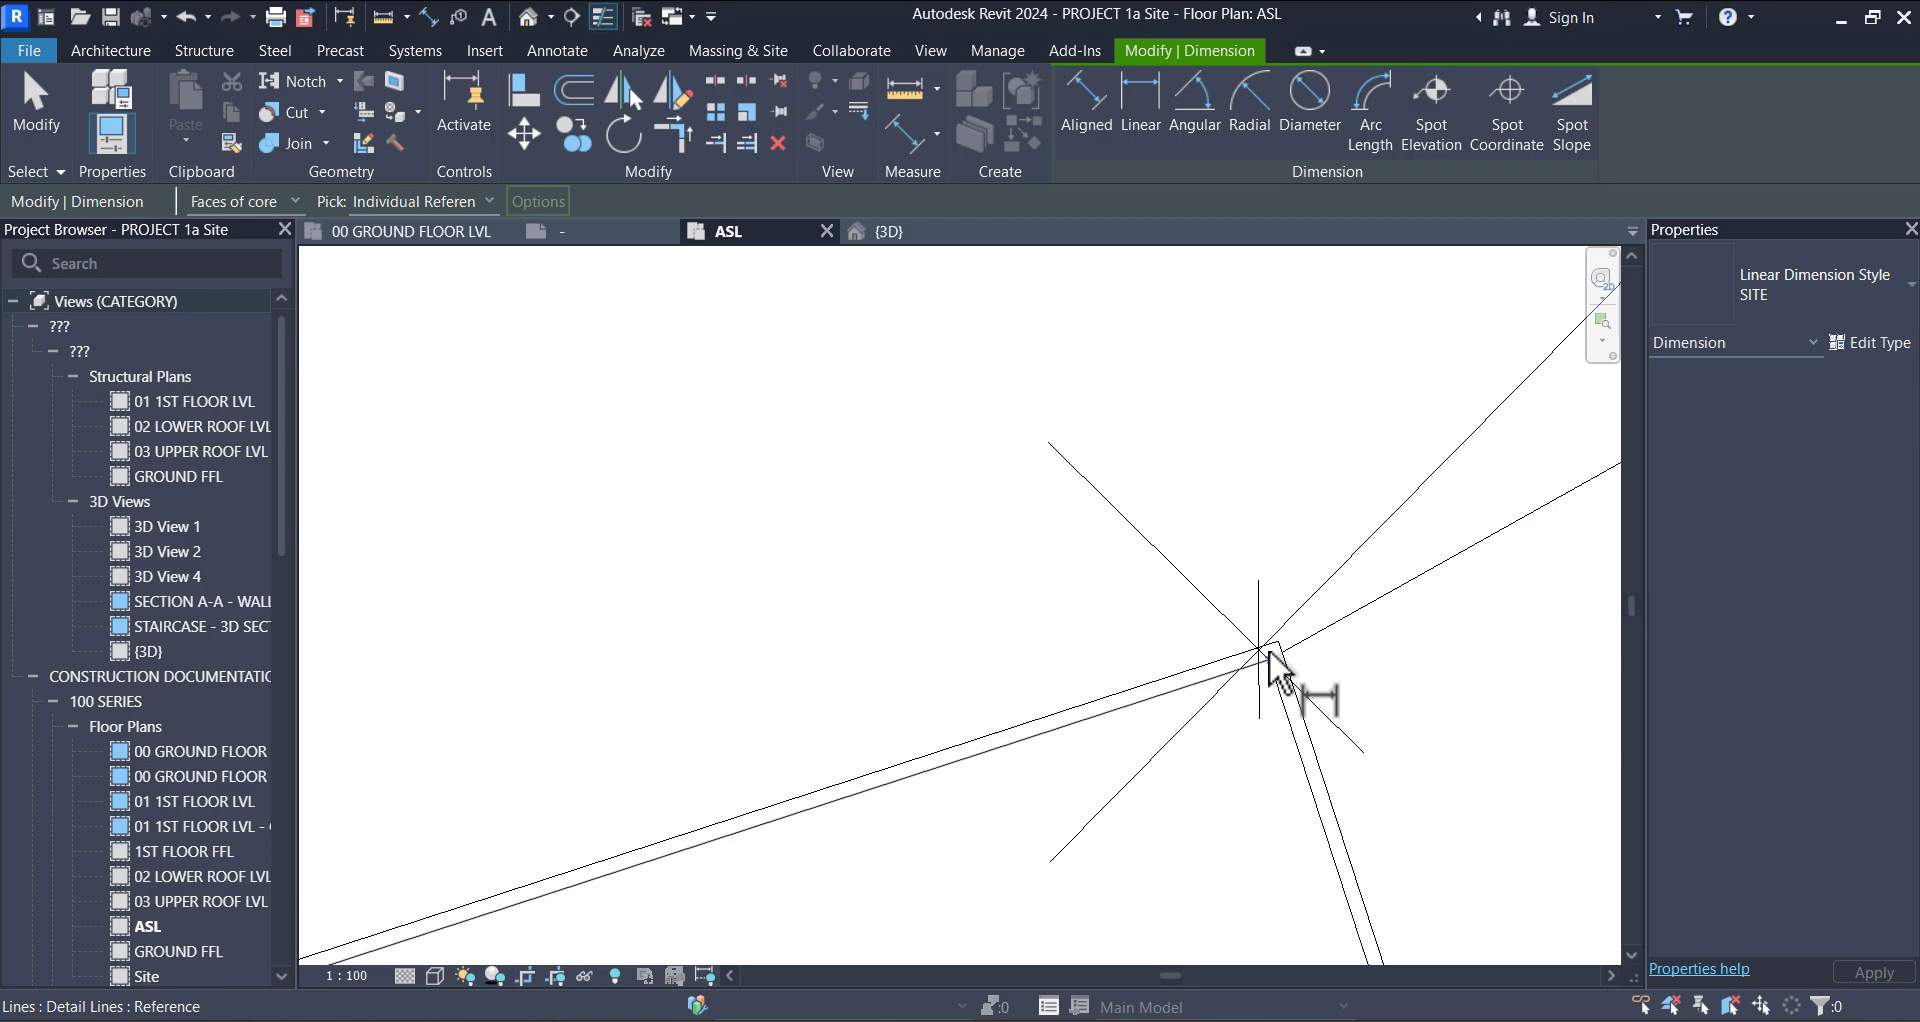 Autodesk Revit 2024 - PROJECT 1a Site - Floor Plan: ASL
Sign In
File Architecture Structure Steel Precast Systems Insert Annotate Analyze Massing & Site Collaborate View Manage Add-Ins Modify | Dimension
Modify
Paste
Notch
Cut
Join
Activate
Aligned Linear Angular Radial Diameter Arc Length Spot Elevation Spot Coordinate Spot Slope
Select Properties Clipboard Geometry Controls Modify View Measure Create Dimension
Modify | Dimension Faces of core Pick: Individual Referen Options
Project Browser - PROJECT 1a Site
00 GROUND FLOOR LVL
-
ASL
{3D}
Properties
Search
Views (CATEGORY)
???
???
Structural Plans
01 1ST FLOOR LVL
02 LOWER ROOF LVL
03 UPPER ROOF LVL
GROUND FFL
3D Views
3D View 1
3D View 2
3D View 4
SECTION A-A - WALL
STAIRCASE - 3D SECT
{3D}
CONSTRUCTION DOCUMENTATIO
100 SERIES
Floor Plans
00 GROUND FLOOR
00 GROUND FLOOR
01 1ST FLOOR LVL
01 1ST FLOOR LVL -
1ST FLOOR FFL
02 LOWER ROOF LVL
03 UPPER ROOF LVL
ASL
GROUND FFL
Site
2D
Linear Dimension Style
SITE
Dimension
Edit Type
Properties help
Apply
1 : 100
Lines : Detail Lines : Reference
:0
Main Model
:0